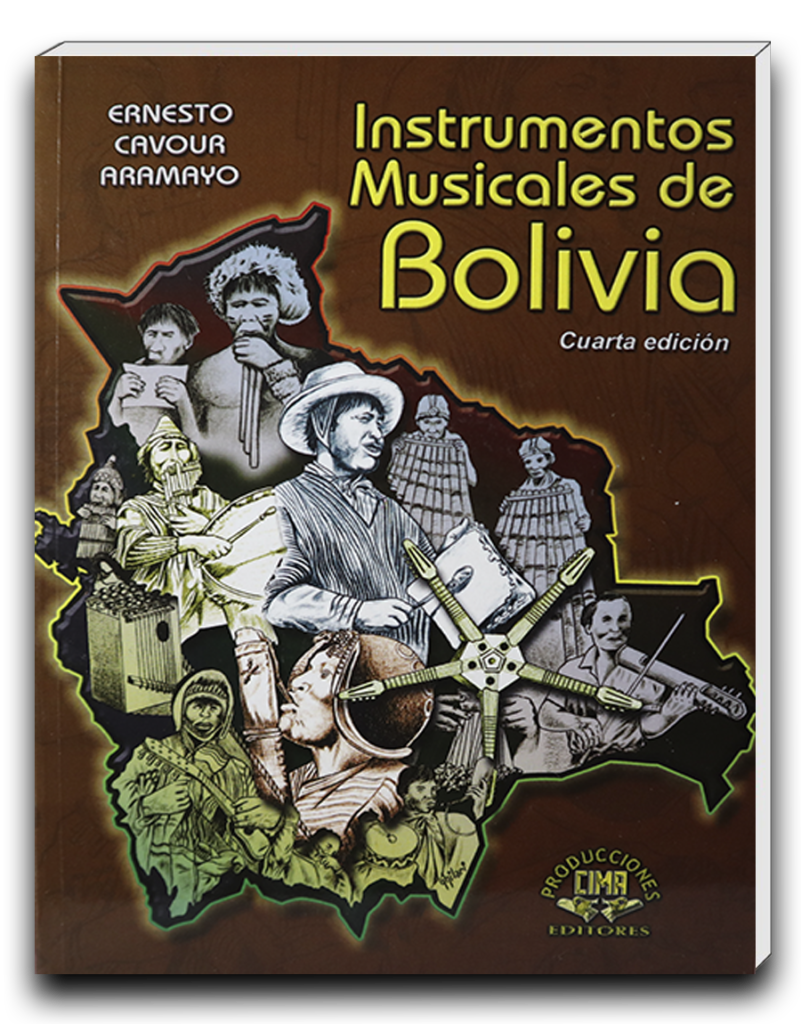 ERNESTO
CAVOUR
ARAMAYO
Instrumentos
Musicales de
Bolivia
Cuarta edición
PRODUCCIONES
CIMA
EDITORES